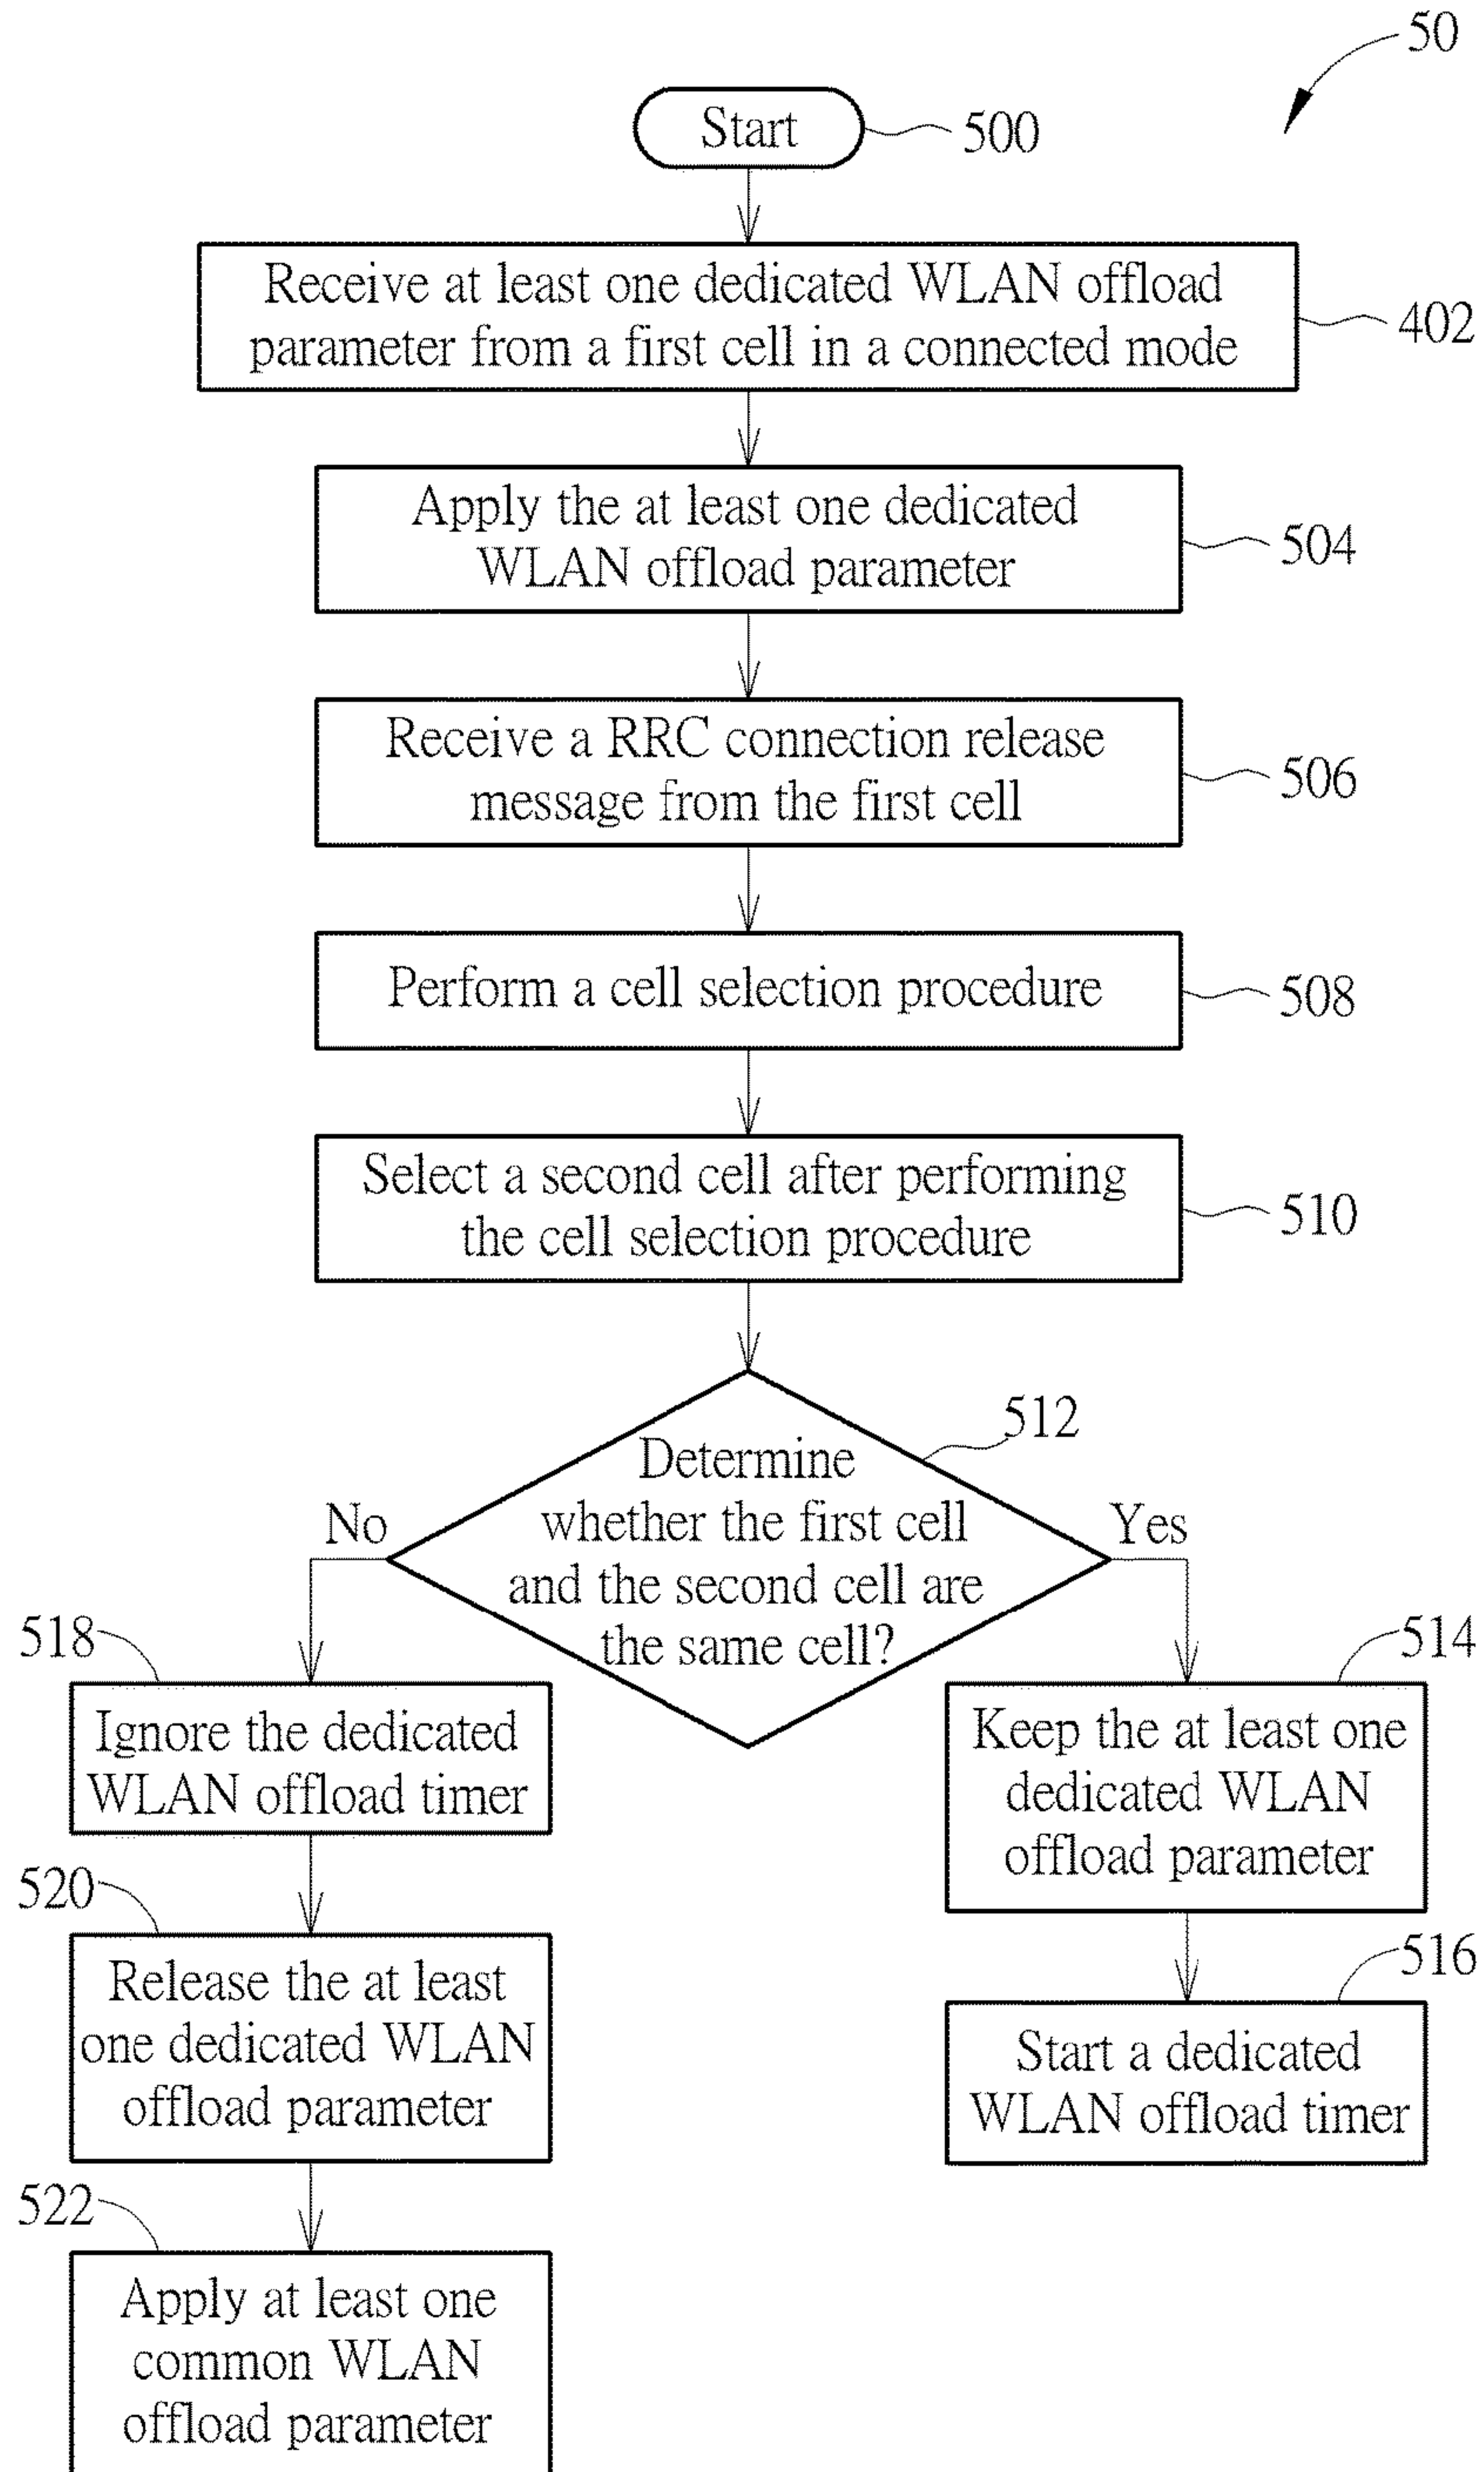 50
Start
500
Receive at least one dedicated WLAN offload
parameter from a first cell in a connected mode
402
Apply the at least one dedicated
WLAN offload parameter
504
Receive a RRC connection release
message from the first cell
506
Perform a cell selection procedure
508
Select a second cell after performing
the cell selection procedure
510
512
Determine
whether the first cell
and the second cell are
the same cell?
No
Yes
518
Ignore the dedicated
WLAN offload timer
520
Release the at least
one dedicated WLAN
offload parameter
522
Apply at least one
common WLAN
offload parameter
514
Keep the at least one
dedicated WLAN
offload parameter
516
Start a dedicated
WLAN offload timer